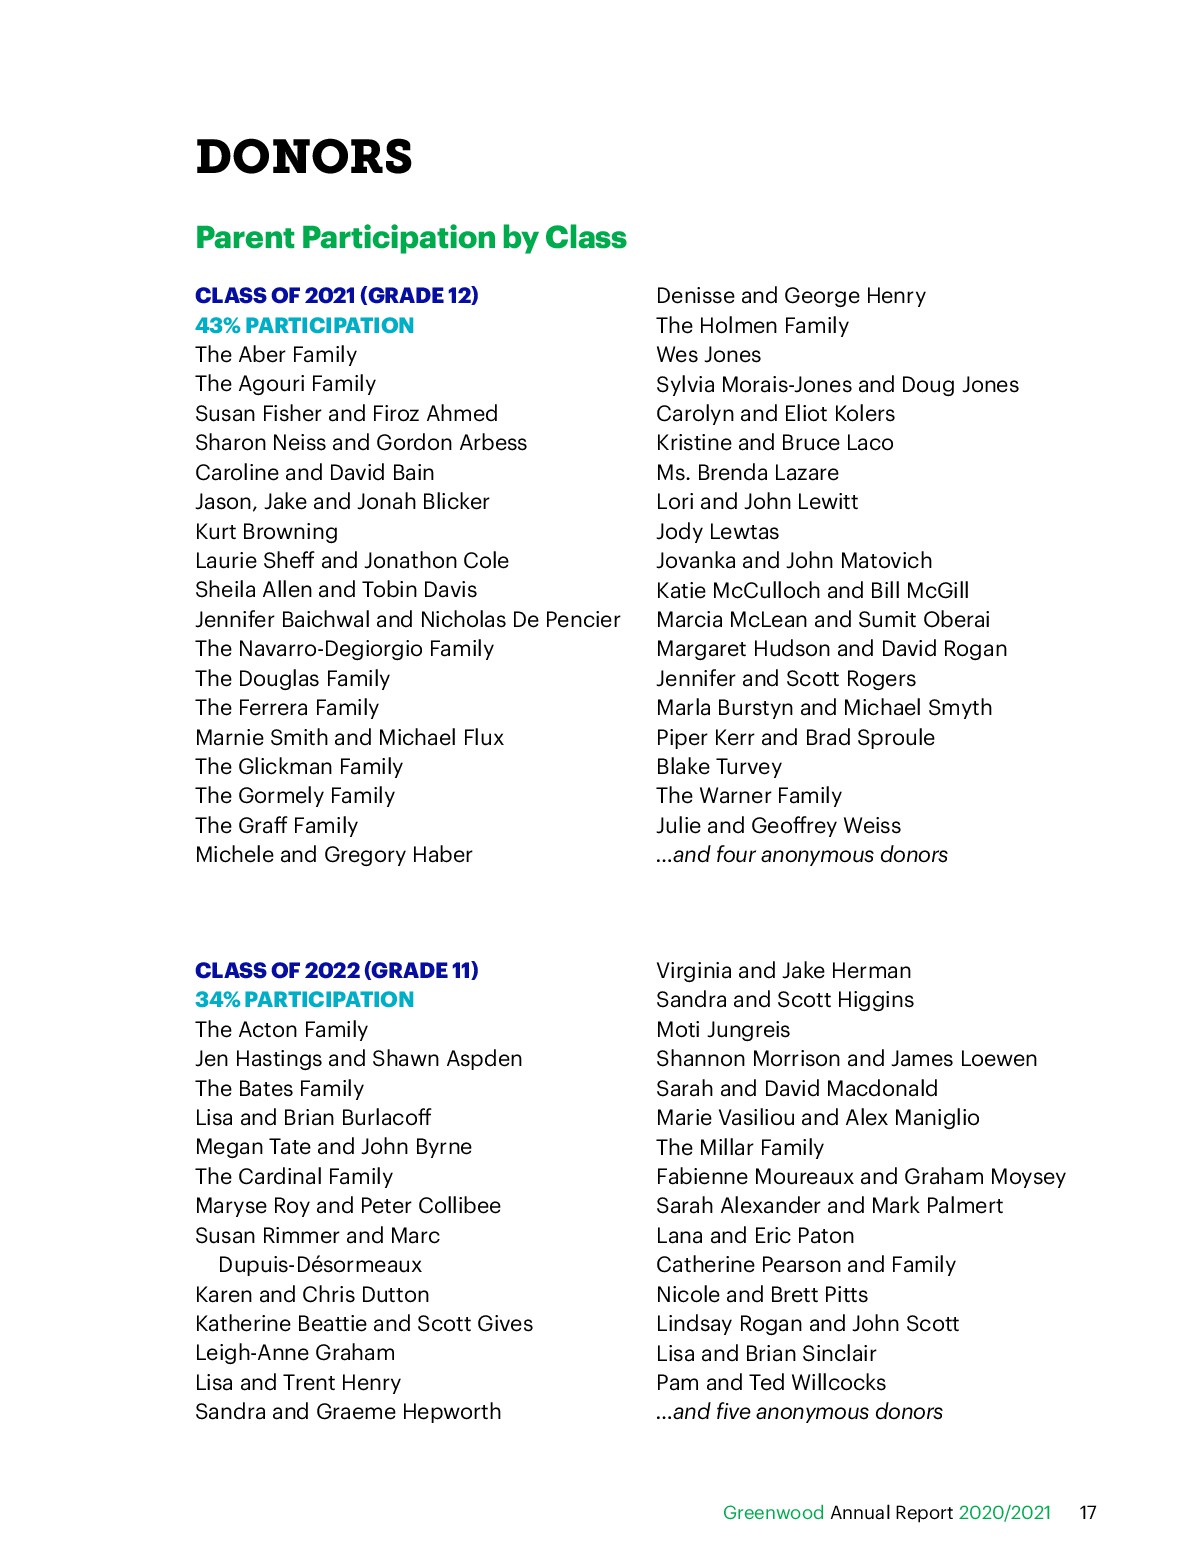 DONORS
Parent Participation by Class
CLASS OF 2021 (GRADE 12)
43% PARTICIPATION
The Aber Family
The Agouri Family
Susan Fisher and Firoz Ahmed
Sharon Neiss and Gordon Arbess
Caroline and David Bain
Jason, Jake and Jonah Blicker
Kurt Browning
Laurie Sheff and Jonathon Cole
Sheila Allen and Tobin Davis
Jennifer Baichwal and Nicholas De Pencier
The Navarro-Degiorgio Family
The Douglas Family
The Ferrera Family
Marnie Smith and Michael Flux
The Glickman Family
The Gormely Family
The Graff Family
Michele and Gregory Haber
Denisse and George Henry
The Holmen Family
Wes Jones
Sylvia Morais-Jones and Doug Jones
Carolyn and Eliot Kolers
Kristine and Bruce Laco
Ms. Brenda Lazare
Lori and John Lewitt
Jody Lewtas
Jovanka and John Matovich
Katie McCulloch and Bill McGill
Marcia McLean and Sumit Oberai
Margaret Hudson and David Rogan
Jennifer and Scott Rogers
Marla Burstyn and Michael Smyth
Piper Kerr and Brad Sproule
Blake Turvey
The Warner Family
Julie and Geoffrey Weiss
...and four anonymous donors
CLASS OF 2022 (GRADE 11)
34% PARTICIPATION
The Acton Family
Jen Hastings and Shawn Aspden
The Bates Family
Lisa and Brian Burlacoff
Megan Tate and John Byrne
The Cardinal Family
Maryse Roy and Peter Collibee
Susan Rimmer and Marc
Dupuis-Désormeaux
Karen and Chris Dutton
Katherine Beattie and Scott Gives
Leigh-Anne Graham
Lisa and Trent Henry
Sandra and Graeme Hepworth
Virginia and Jake Herman
Sandra and Scott Higgins
Moti Jungreis
Shannon Morrison and James Loewen
Sarah and David Macdonald
Marie Vasiliou and Alex Maniglio
The Millar Family
Fabienne Moureaux and Graham Moysey
Sarah Alexander and Mark Palmert
Lana and Eric Paton
Catherine Pearson and Family
Nicole and Brett Pitts
Lindsay Rogan and John Scott
Lisa and Brian Sinclair
Pam and Ted Willcocks
...and five anonymous donors
Greenwood Annual Report 2020/2021 17